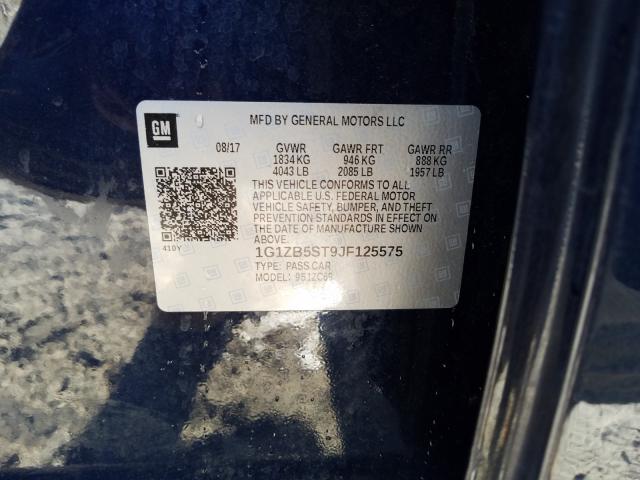 GM
MFD BY GENERAL MOTORS LLC
08/17 GVWR GAWR FRT GAWR RR
1834 KG 946 KG 888 KG
4043 LB 2085 LB 1957 LB
THIS VEHICLE CONFORMS TO ALL
APPLICABLE U.S. FEDERAL MOTOR
VEHICLE SAFETY, BUMPER, AND THEFT
PREVENTION STANDARDS IN EFFECT ON
THE DATE OF MANUFACTURE SHOWN
ABOVE.
410Y
1G1ZB5ST9JF125575
TYPE: PASS CAR
MODEL: